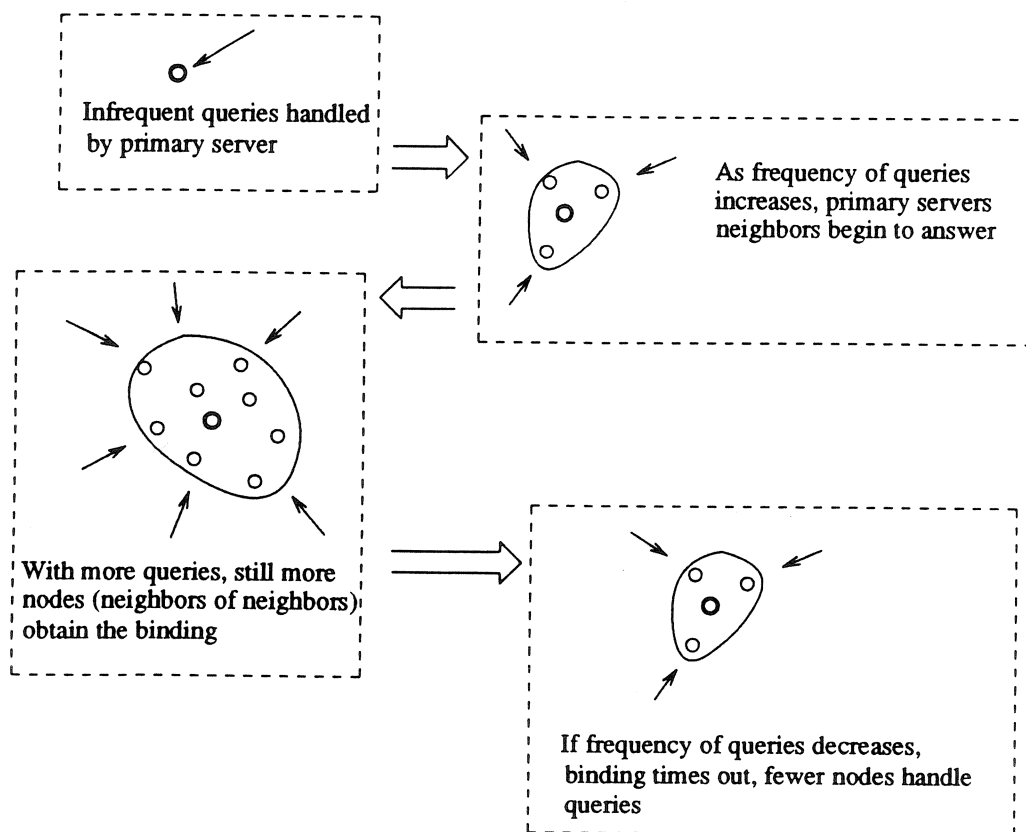 Infrequent queries handled
by primary server
As frequency of queries
increases, primary servers
neighbors begin to answer
With more queries, still more
nodes (neighbors of neighbors)
obtain the binding
If frequency of queries decreases,
binding times out, fewer nodes handle
queries